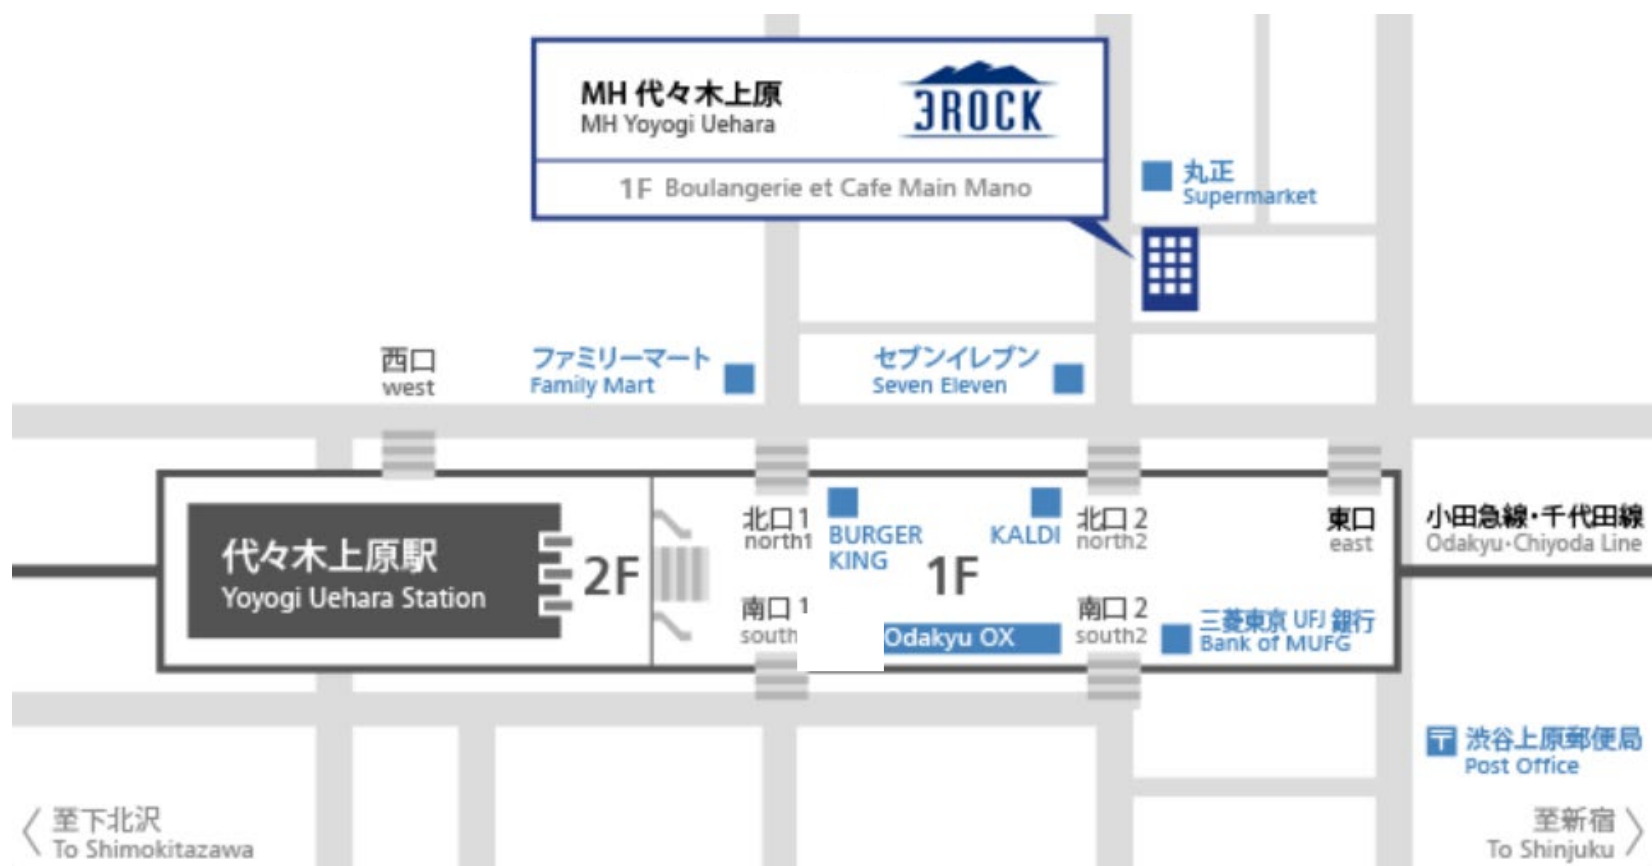 MH 代々木上原
MH Yoyogi Uehara
3ROCK
1F Boulangerie et Cafe Main Mano
丸正
Supermarket
西口
west
ファミリーマート
Family Mart
セブンイレブン
Seven Eleven
代々木上原駅
Yoyogi Uehara Station
2F
北口 1
north1
BURGER
KING
KALDI
1F
北口 2
north2
東口
east
小田急線・千代田線
Odakyu・Chiyoda Line
南口 1
south
Odakyu OX
南口 2
south2
三菱東京 UFJ 銀行
Bank of MUFG
〒
渋谷上原郵便局
Post Office
至下北沢
To Shimokitazawa
至新宿
To Shinjuku